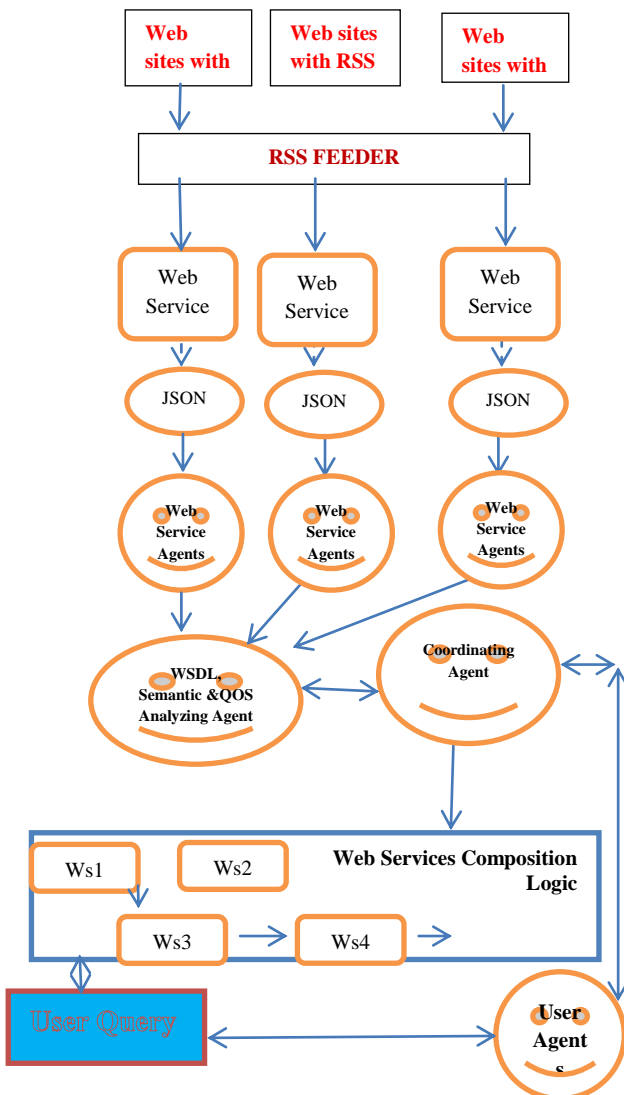 Web
sites with
Web sites
with RSS
Web
sites with
RSS FEEDER
Web
Service
Web
Service
Web
Service
JSON
JSON
JSON
Web
Service
Agents
Web
Service
Agents
Web
Service
Agents
WSDL,
Semantic &QOS
Analyzing Agent
Coordinating
Agent
Web Services Composition
Logic
Ws1
Ws2
Ws3
Ws4
User Query
User
Agent
s